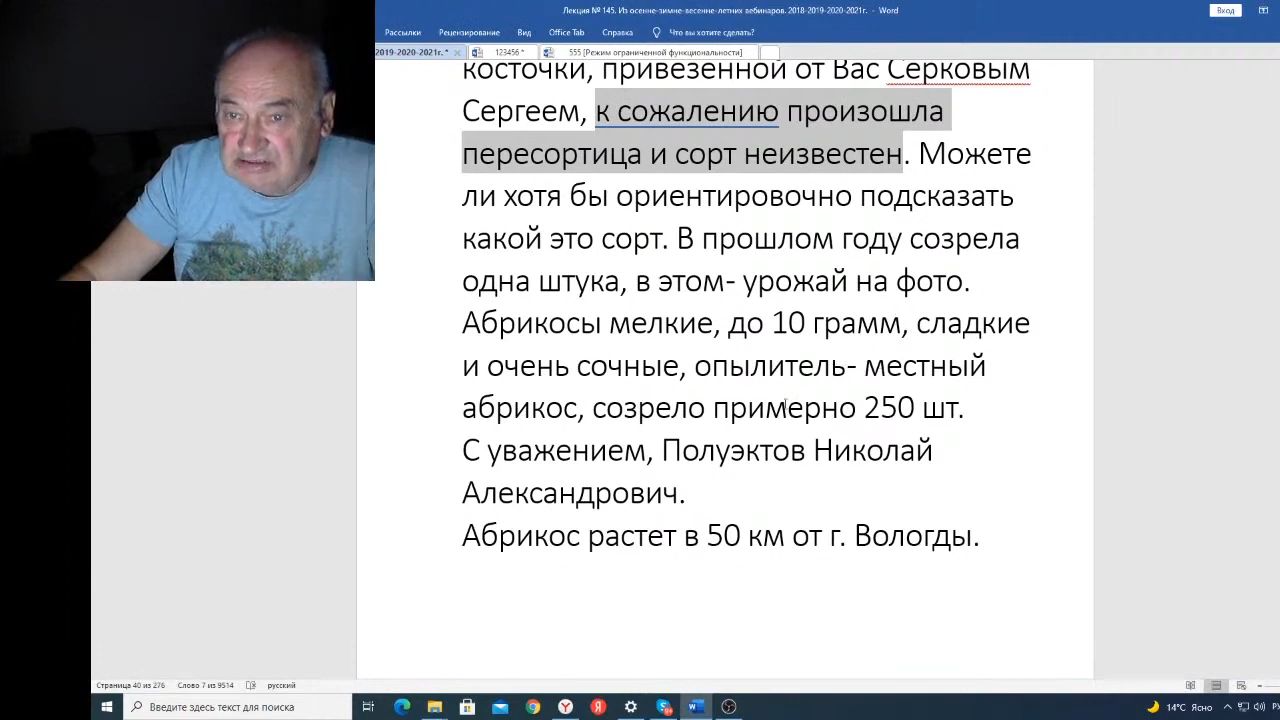 Лекция № 145. Из осенне-зимне-весенне-летних вебинаров. 2018-2019-2020-2021г. - Word
Вход
Рассылки Рецензирование Вид Office Tab Справка Что вы хотите сделать?
2019-2020-2021г. * 123456 * 555 [Режим ограниченной функциональности]
косточки, привезенной от Вас Серковым
Сергеем, к сожалению произошла
пересортица и сорт неизвестен. Можете
ли хотя бы ориентировочно подсказать
какой это сорт. В прошлом году созрела
одна штука, в этом- урожай на фото.
Абрикосы мелкие, до 10 грамм, сладкие
и очень сочные, опылитель- местный
абрикос, созрело примерно 250 шт.
С уважением, Полуэктов Николай
Александрович.
Абрикос растет в 50 км от г. Вологды.
Страница 40 из 276 Слово 7 из 9514 русский
Введите здесь текст для поиска
14°C Ясно